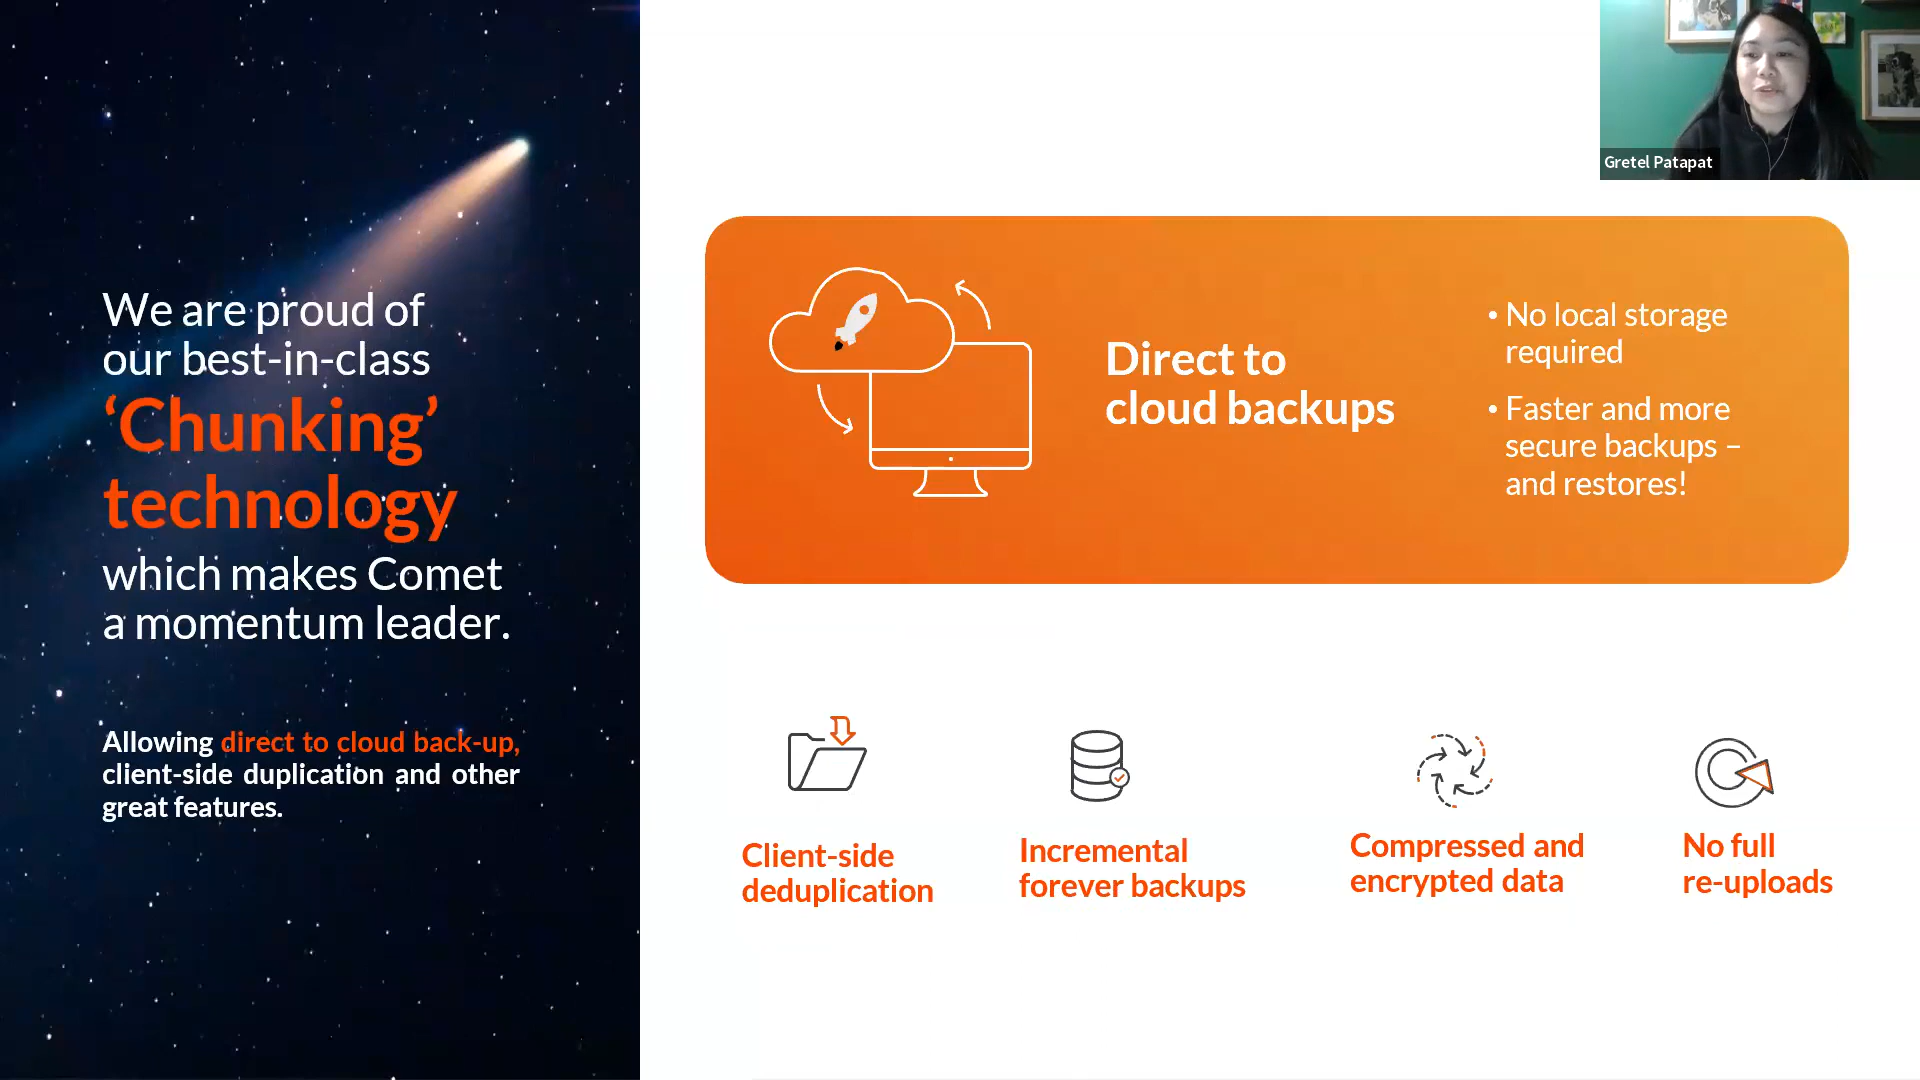 Gretel Patapat
We are proud of
our best-in-class
‘Chunking’
technology
which makes Comet
a momentum leader.
Allowing direct to cloud back-up,
client-side duplication and other
great features.
Direct to
cloud backups
• No local storage
required
• Faster and more
secure backups –
and restores!
Client-side
deduplication
Incremental
forever backups
Compressed and
encrypted data
No full
re-uploads